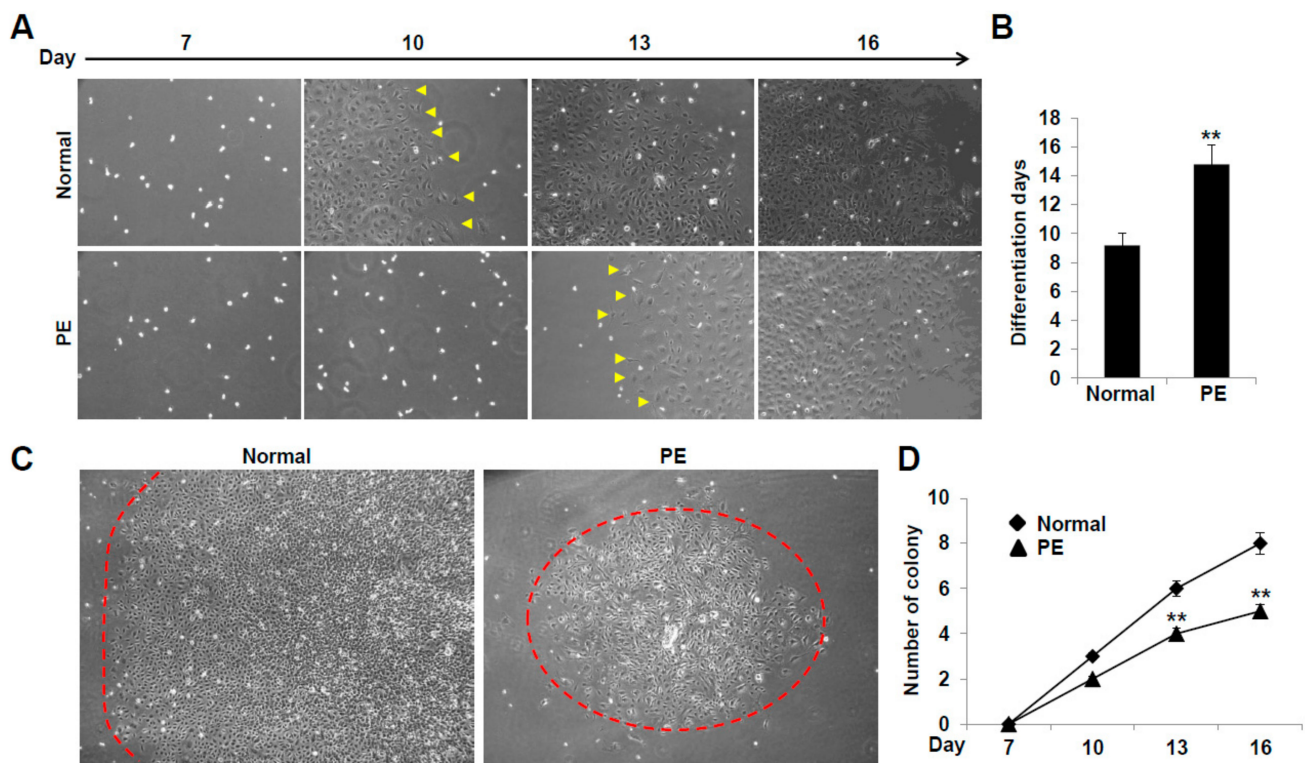 A
Day 7 10 13 16
Normal
PE
B
Differentiation days
18
16
14
12
10
8
6
4
2
0
**
Normal PE
C
Normal PE
D
Number of colony
10
8
6
4
2
0
Normal
PE
**
**
Day 7 10 13 16